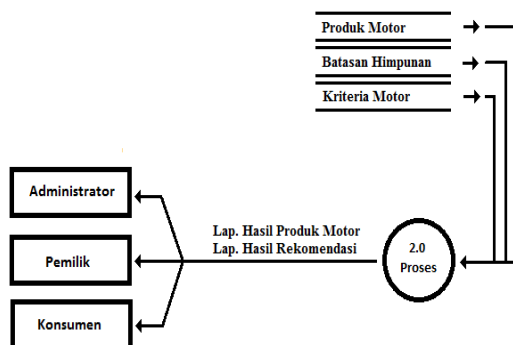 Produk Motor
Batasan Himpunan
Kriteria Motor
Administrator
Lap. Hasil Produk Motor
Lap. Hasil Rekomendasi
2.0
Proses
Pemilik
Konsumen